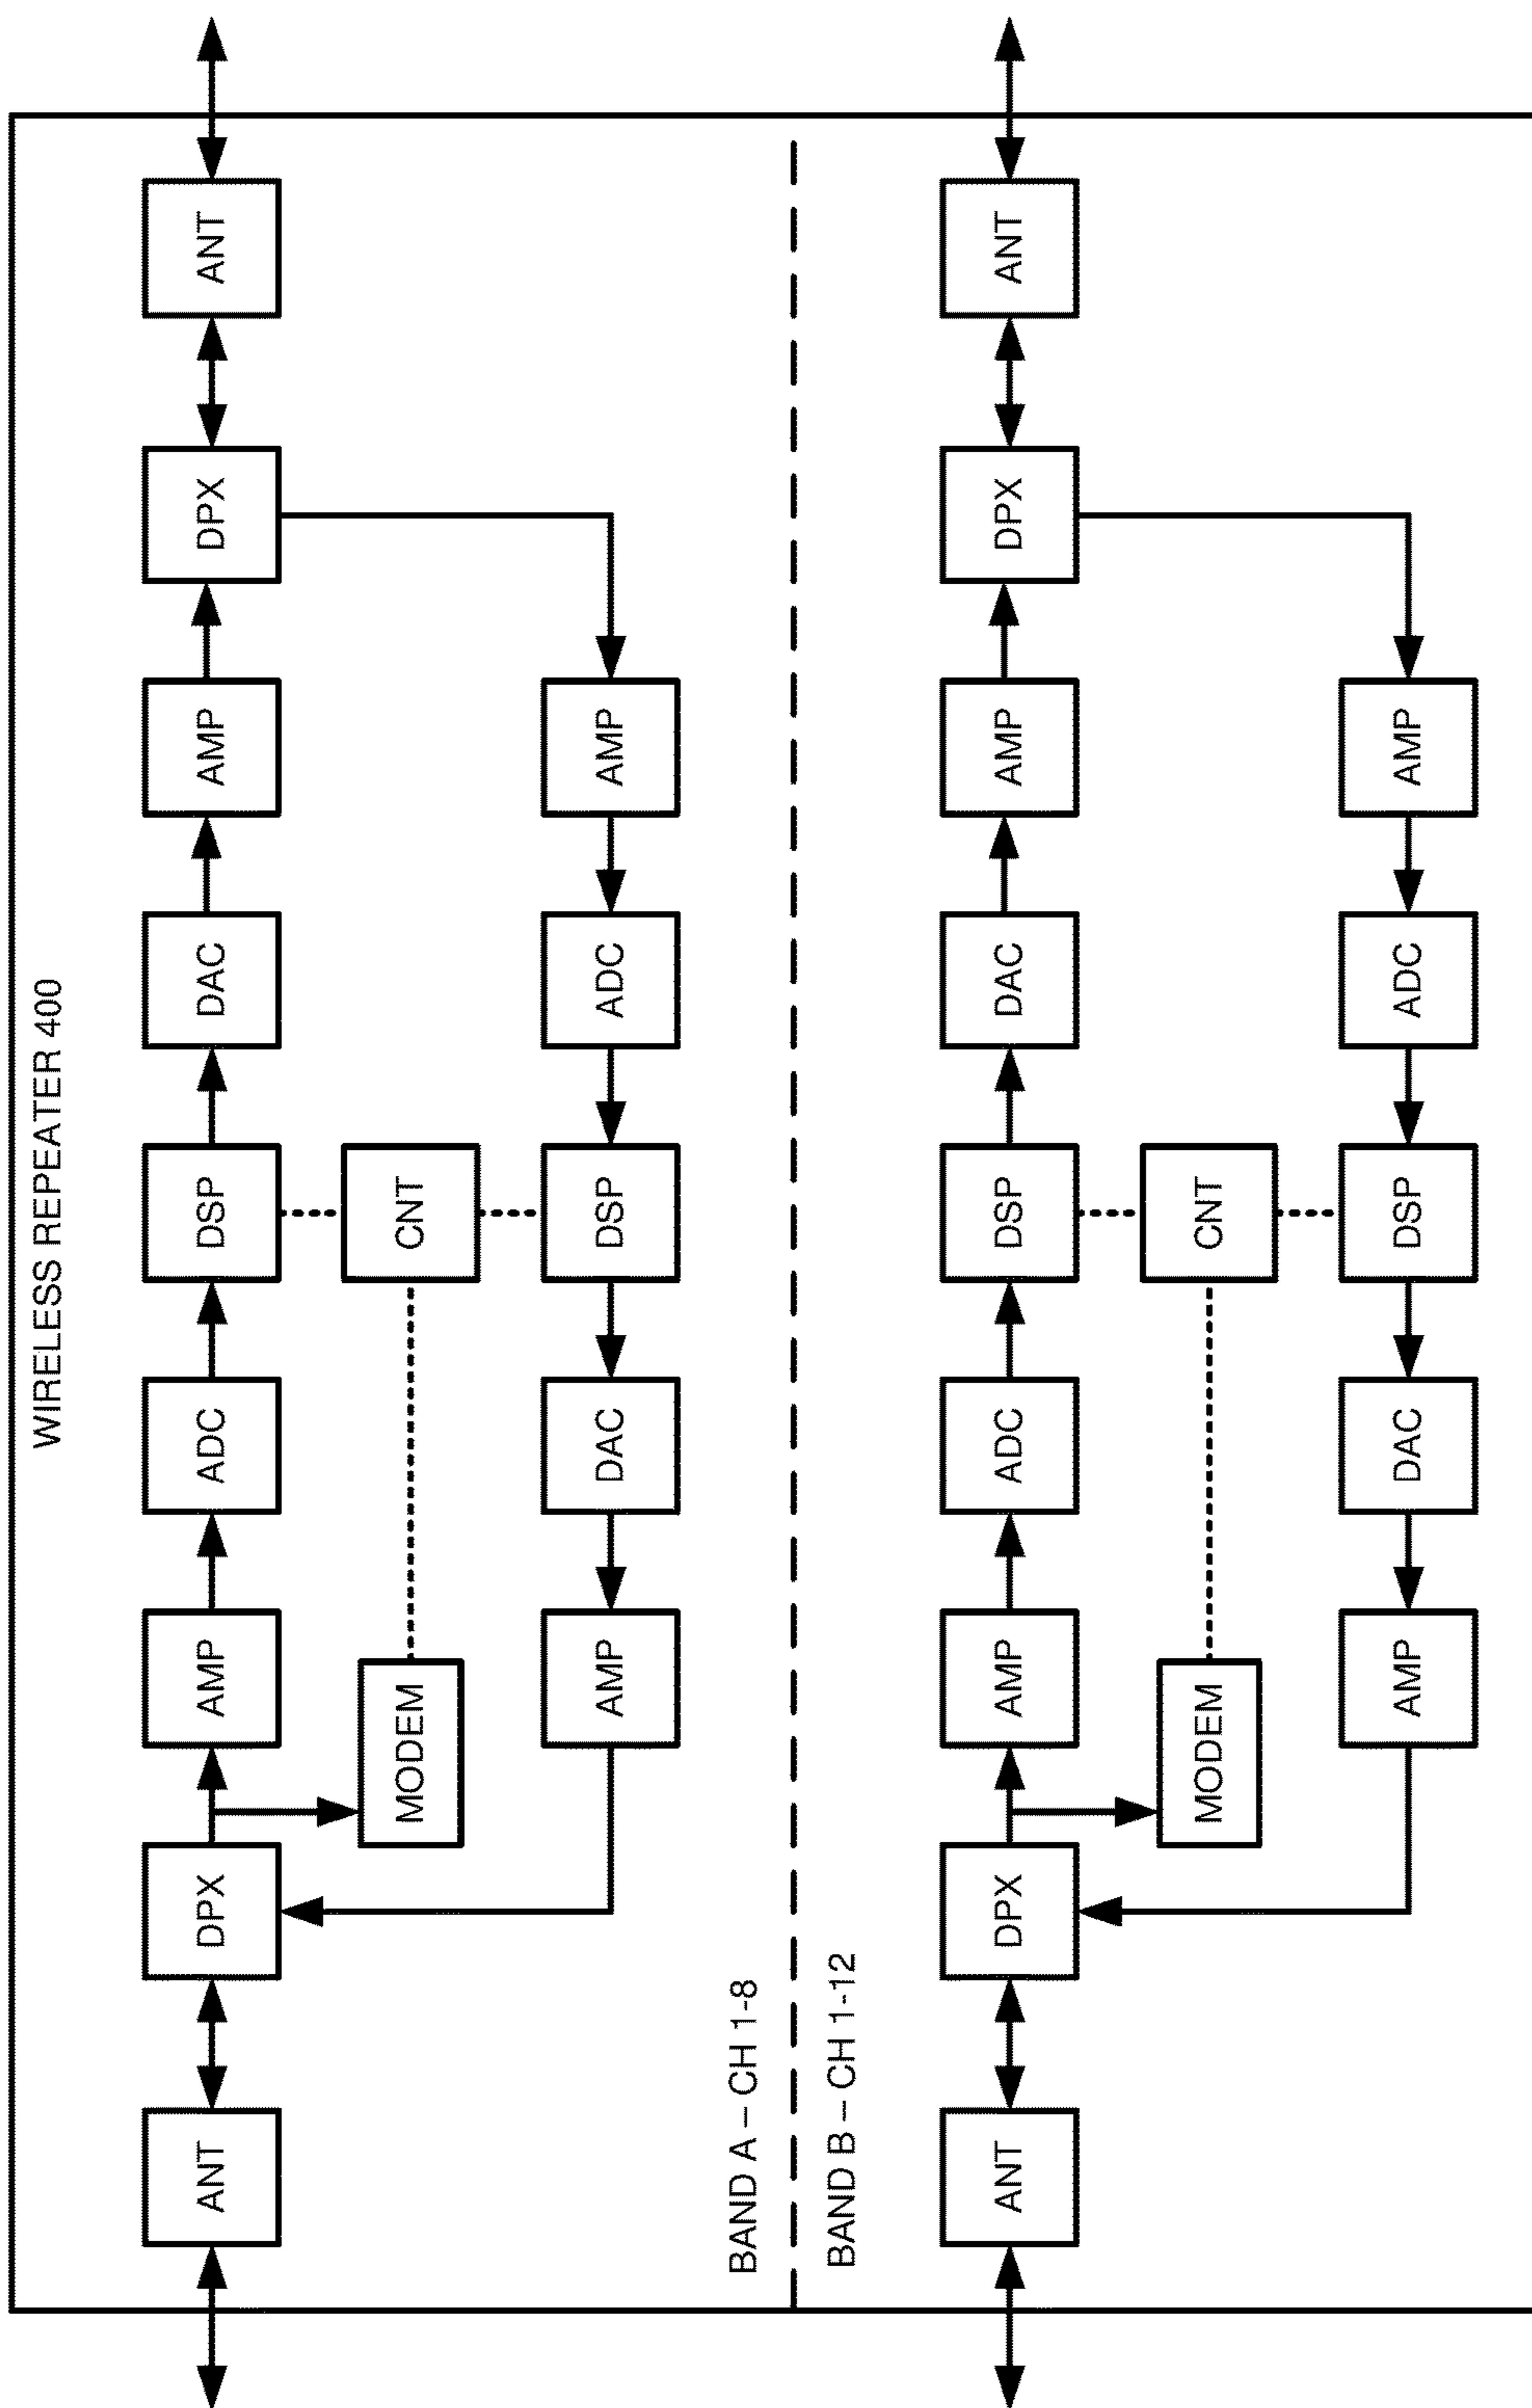 WIRELESS REPEATER 400
ANT
DPX
AMP
ADC
DSP
DAC
AMP
DPX
ANT
MODEM
CNT
AMP
DAC
DSP
ADC
AMP
BAND A – CH 1-8
BAND B – CH 1-12
ANT
DPX
AMP
ADC
DSP
DAC
AMP
DPX
ANT
MODEM
CNT
AMP
DAC
DSP
ADC
AMP